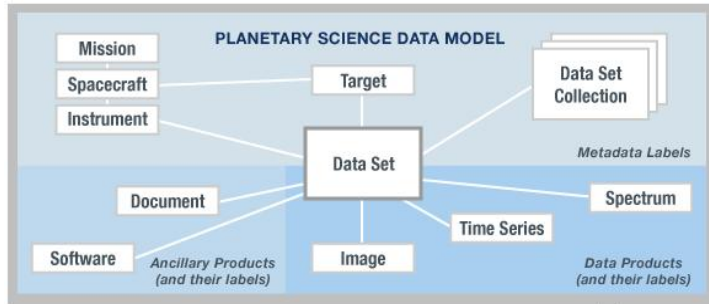 PLANETARY SCIENCE DATA MODEL
Mission
Spacecraft
Instrument
Target
Data Set
Collection
Metadata Labels
Data Set
Document
Software
Ancillary Products
(and their labels)
Image
Time Series
Spectrum
Data Products
(and their labels)